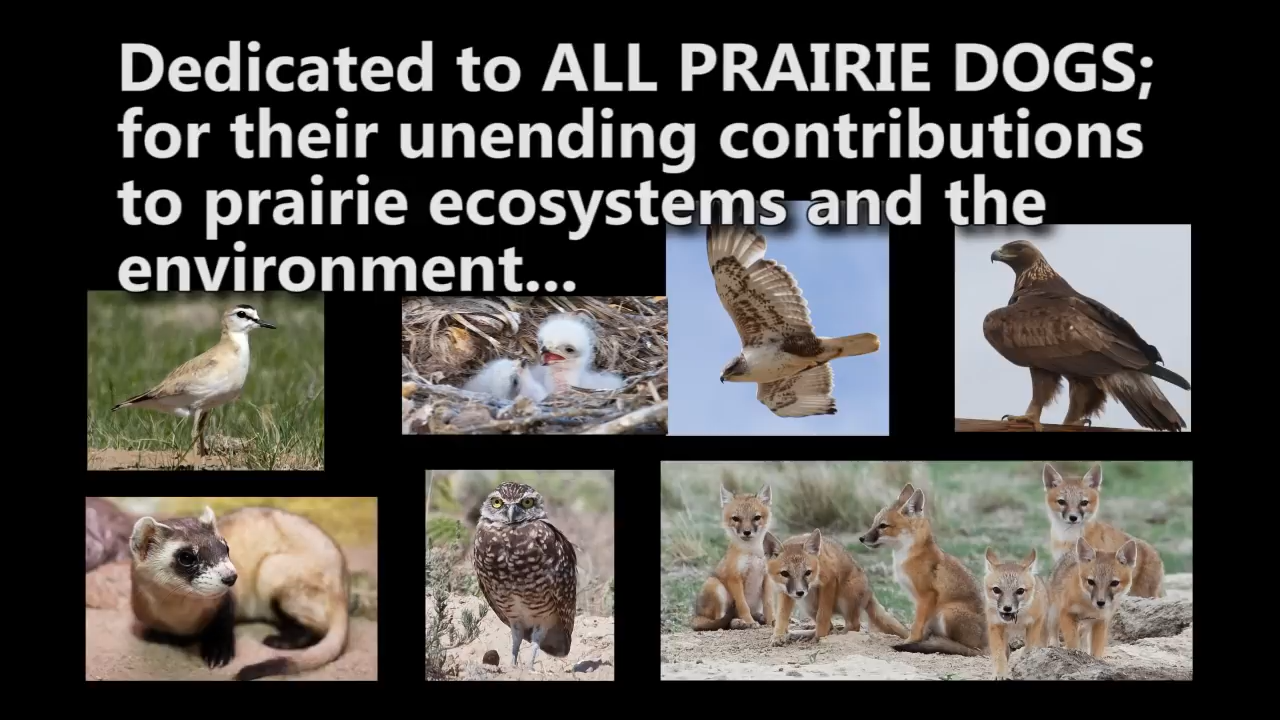 Dedicated to ALL PRAIRIE DOGS;
for their unending contributions
to prairie ecosystems and the
environment...